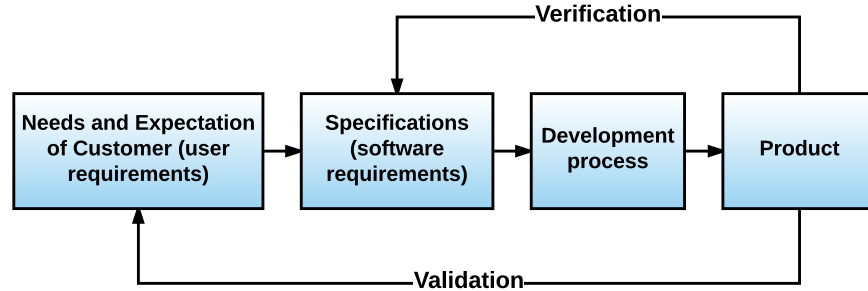 Verification
Needs and Expectation
of Customer (user
requirements)
Specifications
(software
requirements)
Development
process
Product
Validation